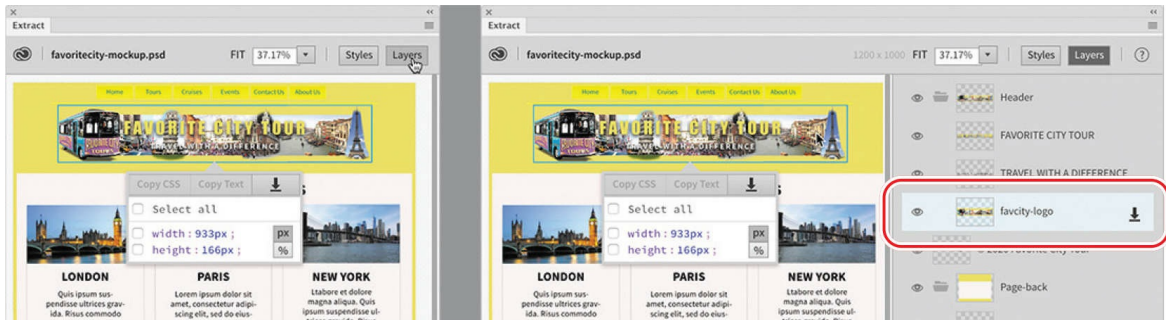 Extract
favoritecity-mockup.psd FIT 37.17% Styles Layers
Home Tours Cruises Events Contact Us About Us
FAVORITE CITY TOUR
TRAVEL WITH A DIFFERENCE
Copy CSS Copy Text
Select all
width : 933px ; px
height : 166px ; %
LONDON PARIS NEW YORK
Quis ipsum sus-
pendisse ultrices grav-
ida. Risus commodo
Lorem ipsum dolor sit
amet, consectetur adipi-
scing elit, sed do eius-
Ltabore et dolore
magna aliqua. Quis
ipsum suspendisse ul-
Extract
favoritecity-mockup.psd 1200 x 1000 FIT 37.17% Styles Layers ?
Home Tours Cruises Events Contact Us About Us
FAVORITE CITY TOUR
TRAVEL WITH A DIFFERENCE
Copy CSS Copy Text
Select all
width : 933px ; px
height : 166px ; %
LONDON PARIS NEW YORK
Quis ipsum sus-
pendisse ultrices grav-
ida. Risus commodo
Lorem ipsum dolor sit
amet, consectetur adipi-
scing elit, sed do eius-
Ltabore et dolore
magna aliqua. Quis
ipsum suspendisse ul-
Header
FAVORITE CITY TOUR
TRAVEL WITH A DIFFERENCE
favcity-logo
Page-back